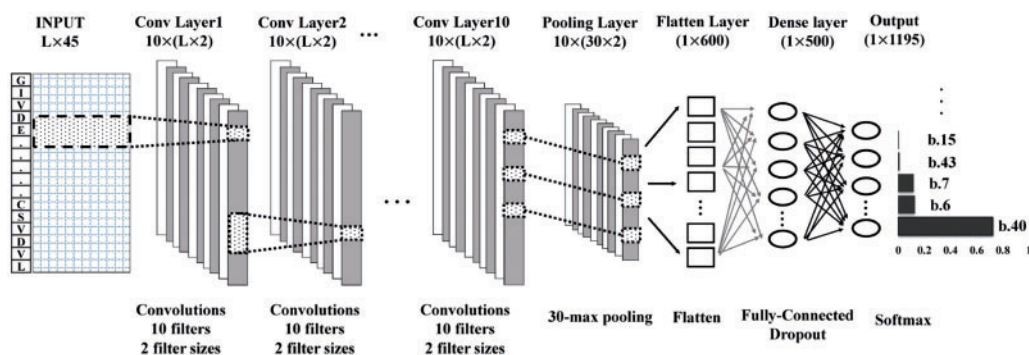 INPUT
L×45
Conv Layer1
10×(L×2)
Conv Layer2
10×(L×2)
...
Conv Layer10
10×(L×2)
Pooling Layer
10×(30×2)
Flatten Layer
(1×600)
Dense layer
(1×500)
Output
(1×1195)
G
I
V
D
E
.
.
.
.
.
C
S
V
D
V
L
...
b.15
b.43
b.7
b.6
b.40
0 0.2 0.4 0.6 0.8 1
Convolutions
10 filters
2 filter sizes
Convolutions
10 filters
2 filter sizes
Convolutions
10 filters
2 filter sizes
30-max pooling
Flatten
Fully-Connected
Dropout
Softmax